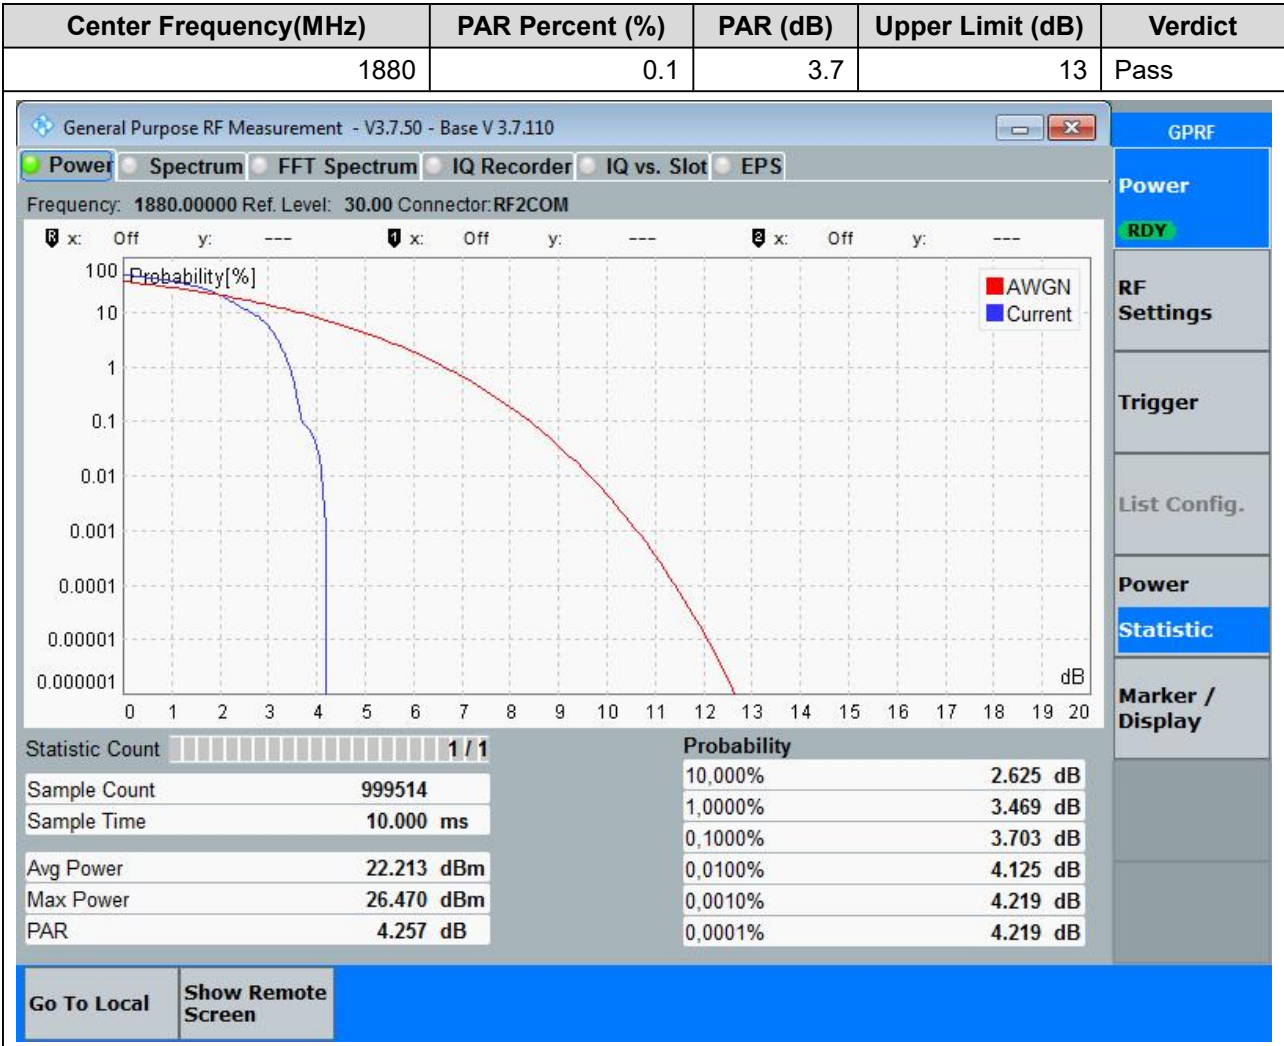 Center Frequency(MHz) PAR Percent (%) PAR (dB) Upper Limit (dB) Verdict
1880 0.1 3.7 13 Pass
General Purpose RF Measurement - V3.7.50 - Base V 3.7.110
GPRF
Power Spectrum FFT Spectrum IQ Recorder IQ vs. Slot EPS
Frequency: 1880.00000 Ref. Level: 30.00 Connector:RF2COM
R x: Off y: --- 1 x: Off y: --- 2 x: Off y: ---
Probability[%]
100
10
1
0.1
0.01
0.001
0.0001
0.00001
0.000001
AWGN
Current
dB
0 1 2 3 4 5 6 7 8 9 10 11 12 13 14 15 16 17 18 19 20
Statistic Count 1 / 1
Sample Count 999514
Sample Time 10.000 ms
Avg Power 22.213 dBm
Max Power 26.470 dBm
PAR 4.257 dB
Probability
10,000% 2.625 dB
1,0000% 3.469 dB
0,1000% 3.703 dB
0,0100% 4.125 dB
0,0010% 4.219 dB
0,0001% 4.219 dB
Power
RDY
RF
Settings
Trigger
List Config.
Power
Statistic
Marker /
Display
Go To Local
Show Remote
Screen